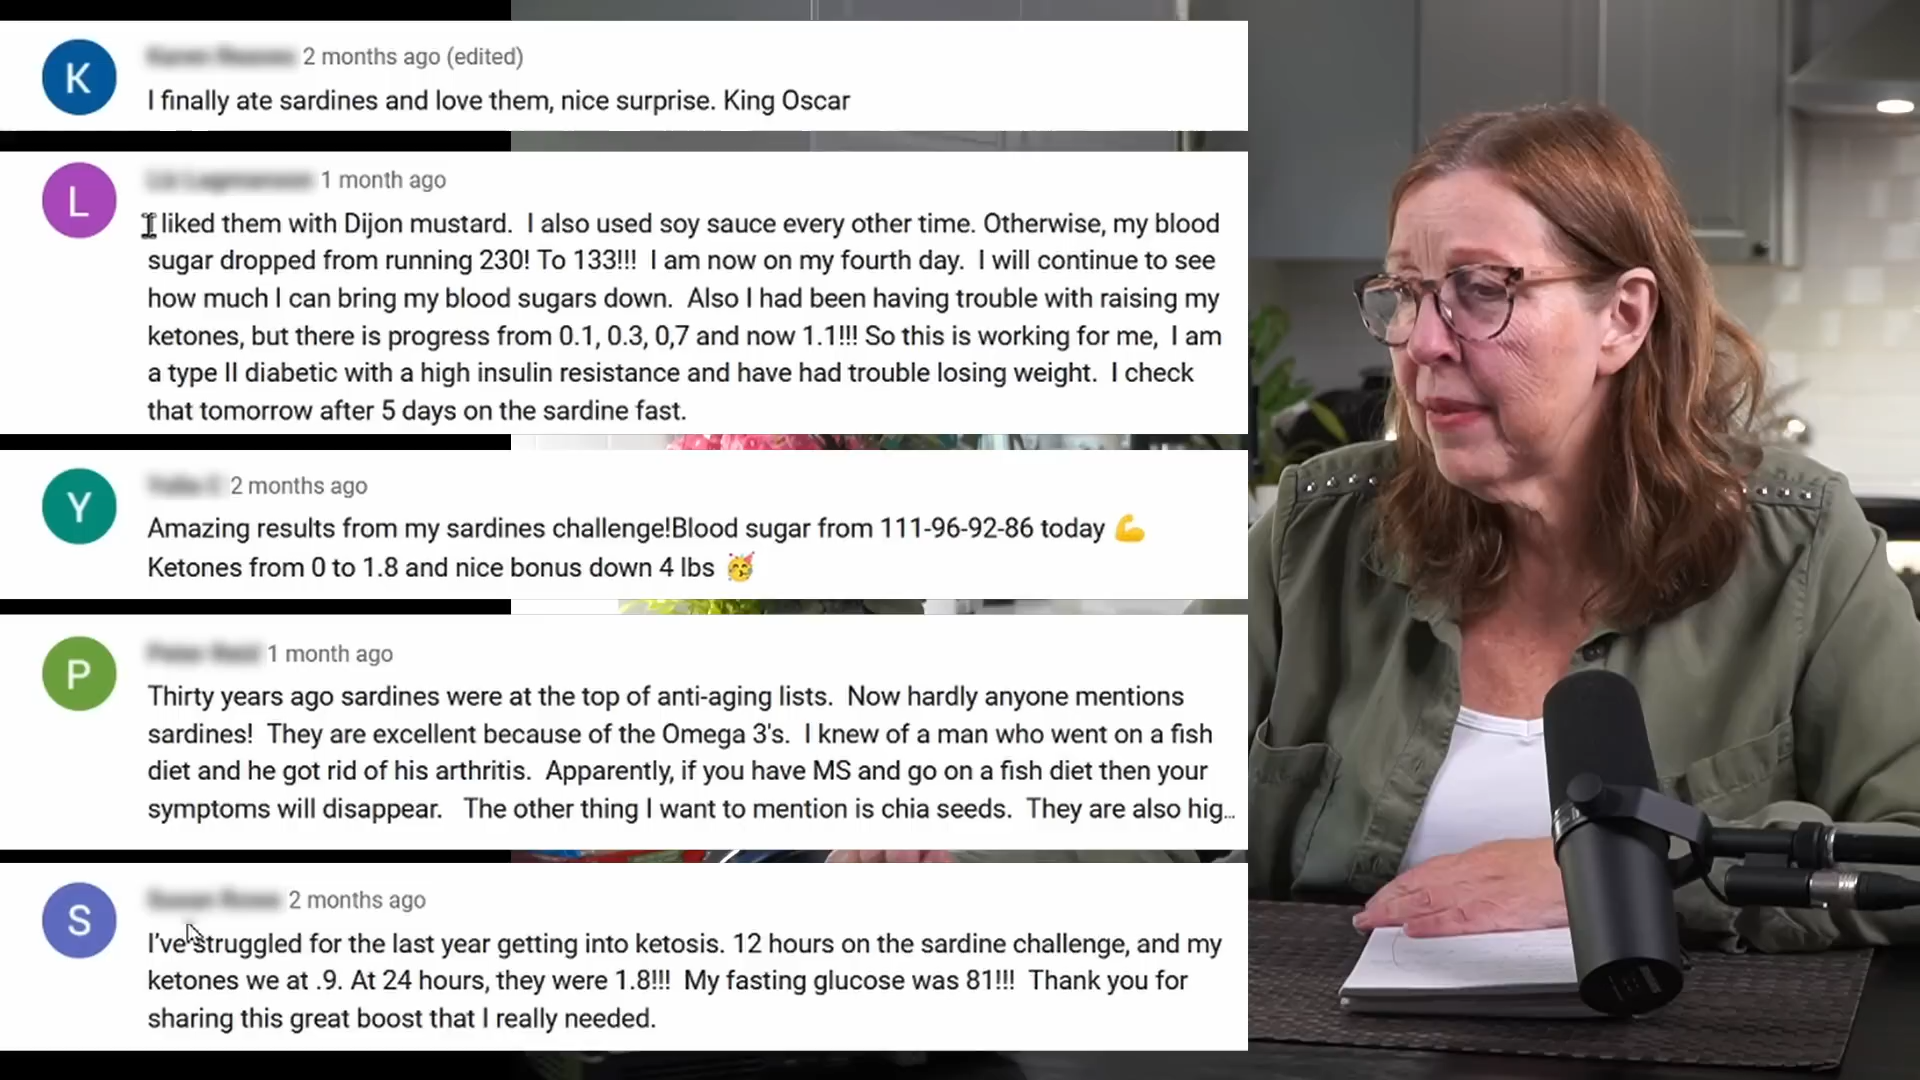 K
2 months ago (edited)
I finally ate sardines and love them, nice surprise. King Oscar
L
1 month ago
I liked them with Dijon mustard.  I also used soy sauce every other time. Otherwise, my blood
sugar dropped from running 230! To 133!!!  I am now on my fourth day.  I will continue to see
how much I can bring my blood sugars down.  Also I had been having trouble with raising my
ketones, but there is progress from 0.1, 0.3, 0,7 and now 1.1!!! So this is working for me,  I am
a type II diabetic with a high insulin resistance and have had trouble losing weight.  I check
that tomorrow after 5 days on the sardine fast.
Y
2 months ago
Amazing results from my sardines challenge!Blood sugar from 111-96-92-86 today 💪
Ketones from 0 to 1.8 and nice bonus down 4 lbs 🥳
P
1 month ago
Thirty years ago sardines were at the top of anti-aging lists.  Now hardly anyone mentions
sardines!  They are excellent because of the Omega 3's.  I knew of a man who went on a fish
diet and he got rid of his arthritis.  Apparently, if you have MS and go on a fish diet then your
symptoms will disappear.   The other thing I want to mention is chia seeds.  They are also hig...
S
2 months ago
I've struggled for the last year getting into ketosis. 12 hours on the sardine challenge, and my
ketones we at .9. At 24 hours, they were 1.8!!!  My fasting glucose was 81!!!  Thank you for
sharing this great boost that I really needed.